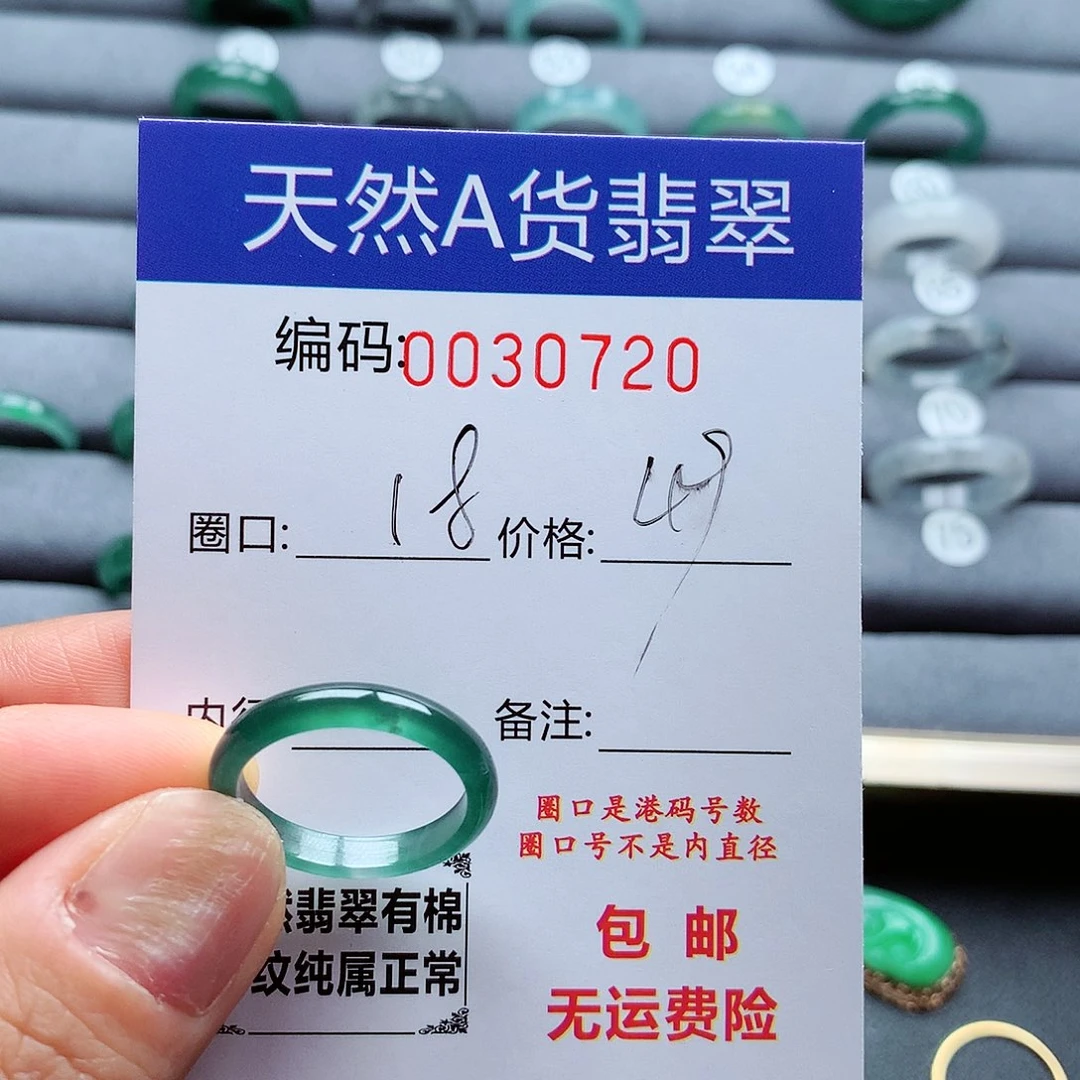 天然A货翡翠
编码:0030720
圈口: 18 价格: 49
备注:
圈口是港码号数
圈口号不是内直径
翡翠有棉
纹纯属正常
包邮
无运费险